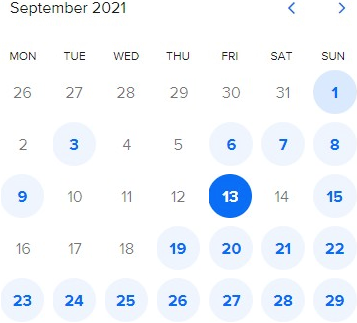 September 2021
MON TUE WED THU FRI SAT SUN
26 27 28 29 30 31 1
2 3 4 5 6 7 8
9 10 11 12 13 14 15
16 17 18 19 20 21 22
23 24 25 26 27 28 29